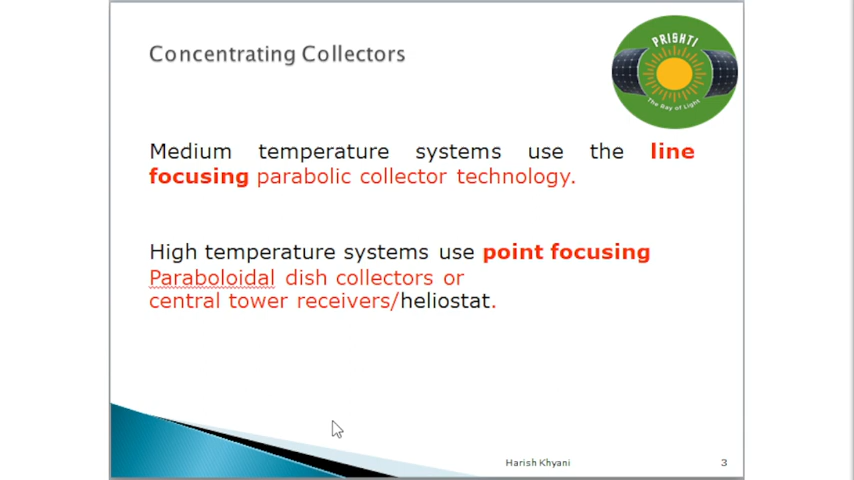 Concentrating Collectors
PRISHTI
The Ray of Light
Medium temperature systems use the line
focusing parabolic collector technology.
High temperature systems use point focusing
Paraboloidal dish collectors or
central tower receivers/heliostat.
Harish Khyani
3